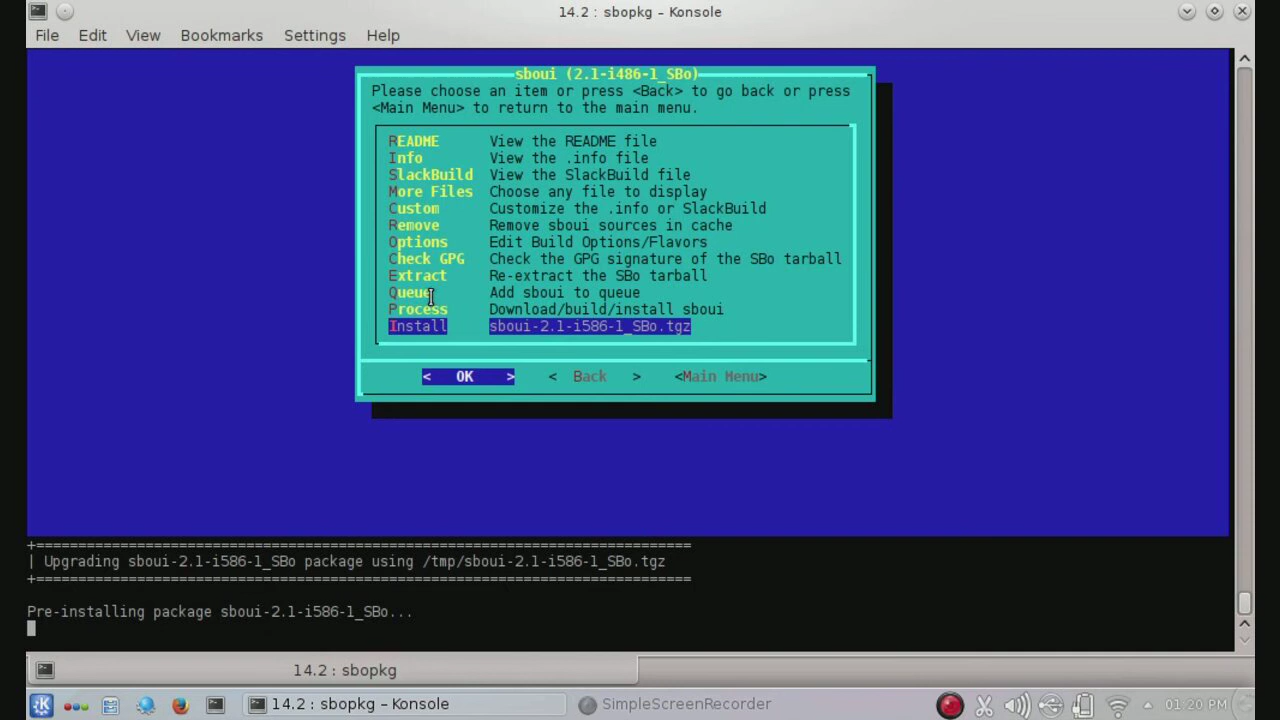 14.2 : sbopkg – Konsole
File Edit View Bookmarks Settings Help
sboui (2.1-i486-1_SBo)
Please choose an item or press <Back> to go back or press
<Main Menu> to return to the main menu.
README View the README file
Info View the .info file
SlackBuild View the SlackBuild file
More Files Choose any file to display
Custom Customize the .info or SlackBuild
Remove Remove sboui sources in cache
Options Edit Build Options/Flavors
Check GPG Check the GPG signature of the SBo tarball
Extract Re-extract the SBo tarball
Queue Add sboui to queue
Process Download/build/install sboui
Install sboui-2.1-i586-1_SBo.tgz
< OK > < Back > <Main Menu>
+==============================================================================
| Upgrading sboui-2.1-i586-1_SBo package using /tmp/sboui-2.1-i586-1_SBo.tgz
+==============================================================================
Pre-installing package sboui-2.1-i586-1_SBo...
14.2 : sbopkg
14.2 : sbopkg – Konsole SimpleScreenRecorder 01:20 PM